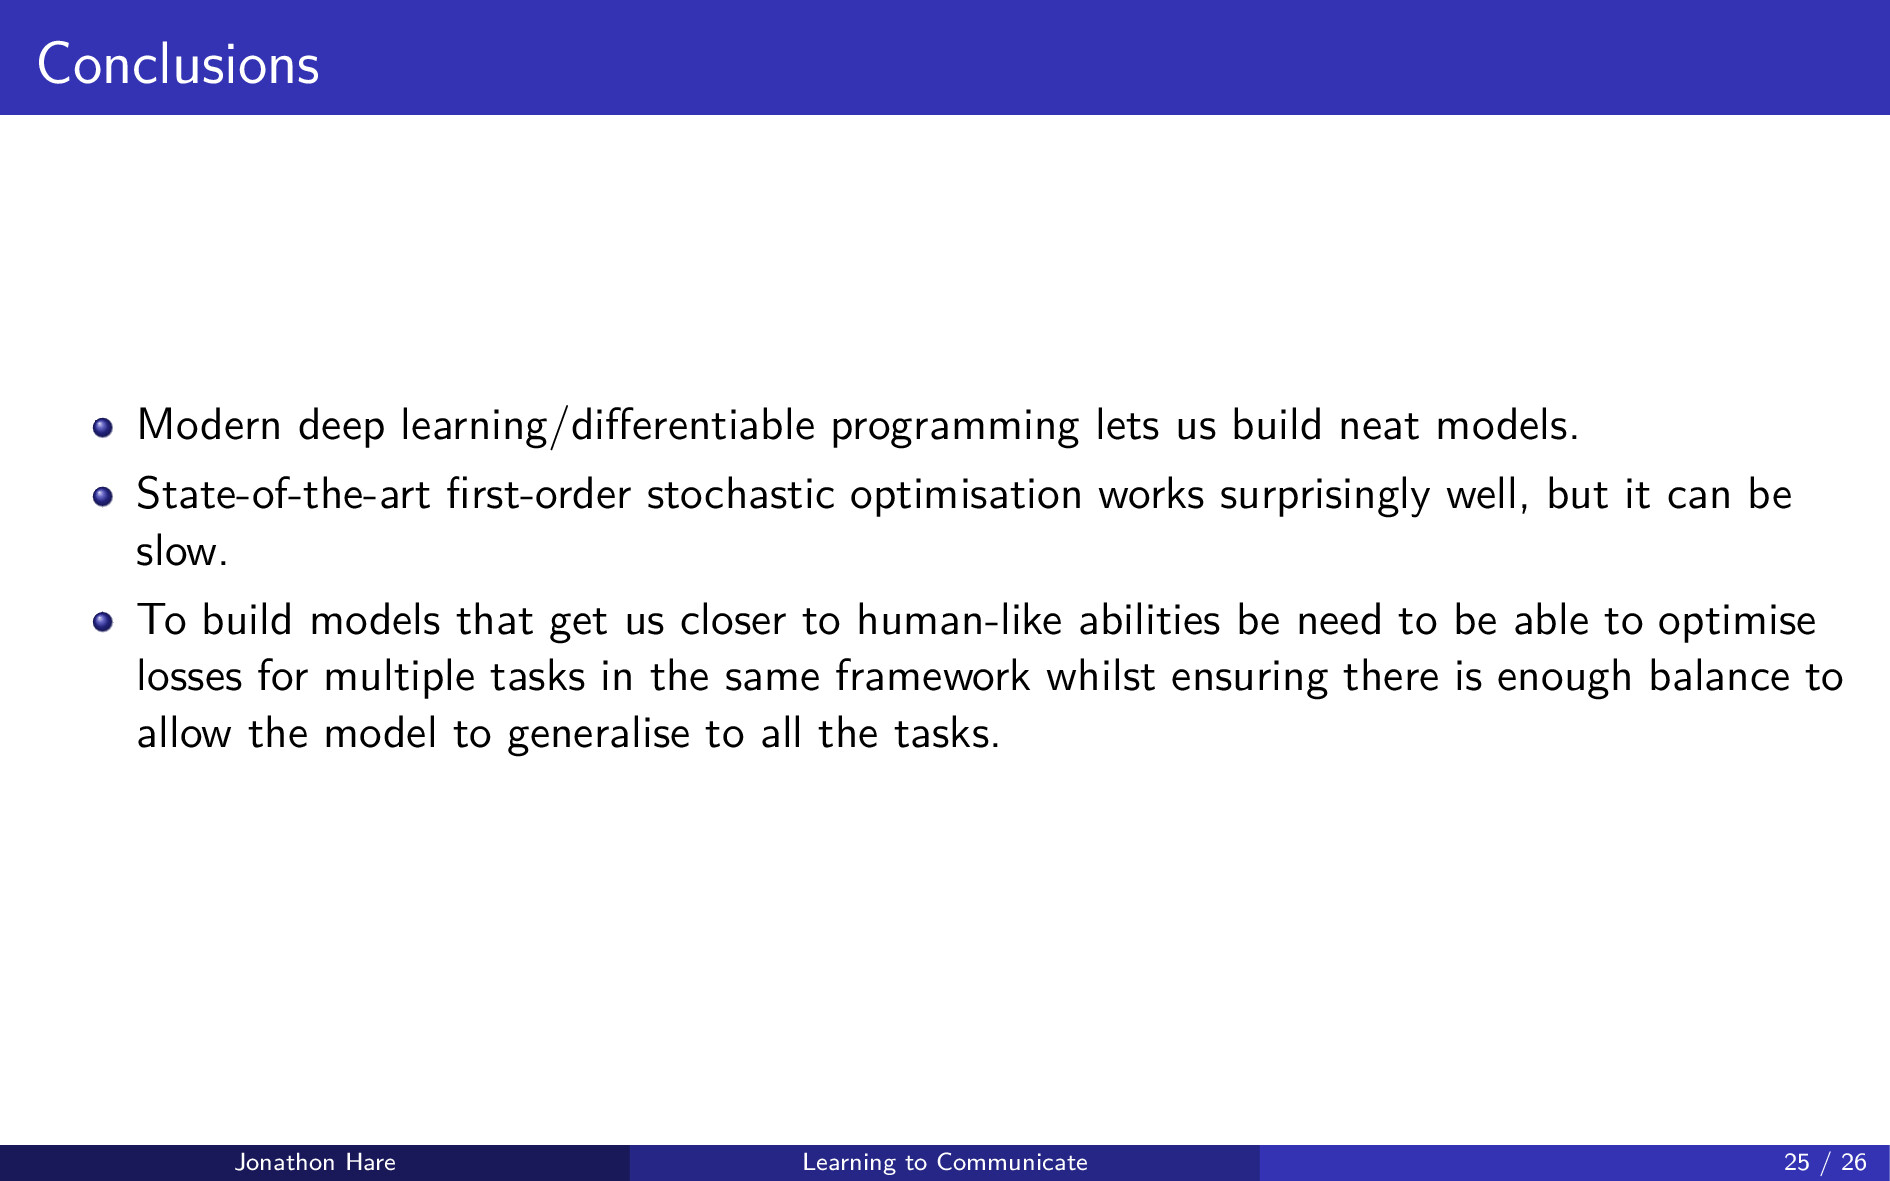 Conclusions
Modern deep learning/differentiable programming lets us build neat models.
State-of-the-art first-order stochastic optimisation works surprisingly well, but it can be
slow.
To build models that get us closer to human-like abilities be need to be able to optimise
losses for multiple tasks in the same framework whilst ensuring there is enough balance to
allow the model to generalise to all the tasks.
Jonathon Hare
Learning to Communicate
25 / 26